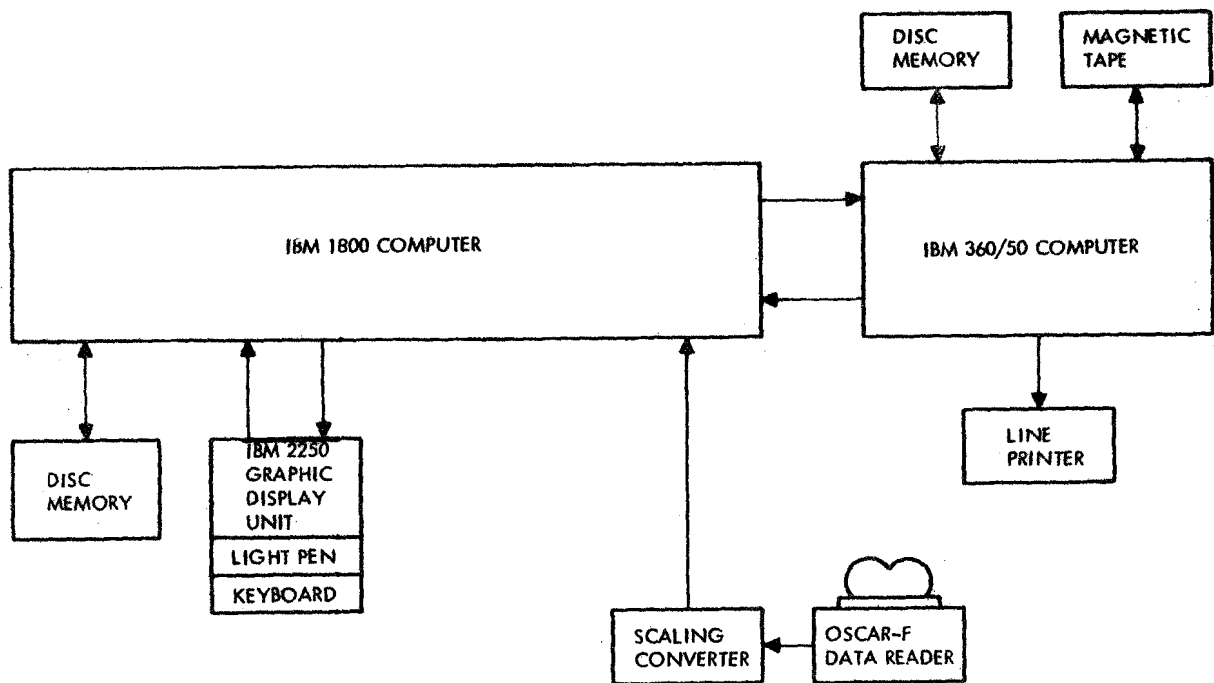 DISC
MEMORY
MAGNETIC
TAPE
IBM 1800 COMPUTER
IBM 360/50 COMPUTER
DISC
MEMORY
IBM 2250
GRAPHIC
DISPLAY
UNIT
LIGHT PEN
KEYBOARD
LINE
PRINTER
SCALING
CONVERTER
OSCAR-F
DATA READER